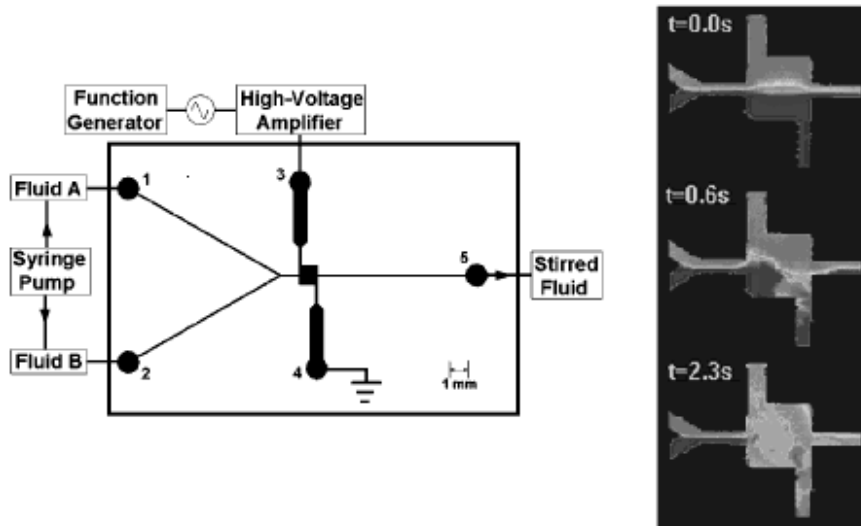 Function
Generator
High-Voltage
Amplifier
Fluid A
1
3
Syringe
Pump
5
Stirred
Fluid
Fluid B
2
4
1 mm
t=0.0s
t=0.6s
t=2.3s